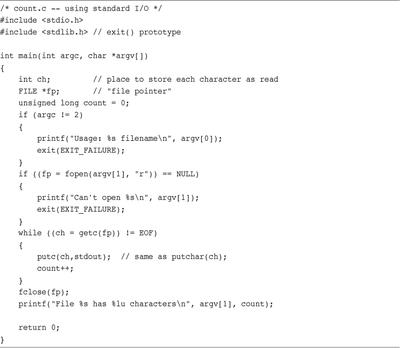 /* count.c -- using standard I/O */
#include <stdio.h>
#include <stdlib.h> // exit() prototype

int main(int argc, char *argv[])
{
    int ch;         // place to store each character as read
    FILE *fp;       // "file pointer"
    unsigned long count = 0;
    if (argc != 2)
    {
        printf("Usage: %s filename\n", argv[0]);
        exit(EXIT_FAILURE);
    }
    if ((fp = fopen(argv[1], "r")) == NULL)
    {
        printf("Can't open %s\n", argv[1]);
        exit(EXIT_FAILURE);
    }
    while ((ch = getc(fp)) != EOF)
    {
        putc(ch,stdout);  // same as putchar(ch);
        count++;
    }
    fclose(fp);
    printf("File %s has %lu characters\n", argv[1], count);

    return 0;
}